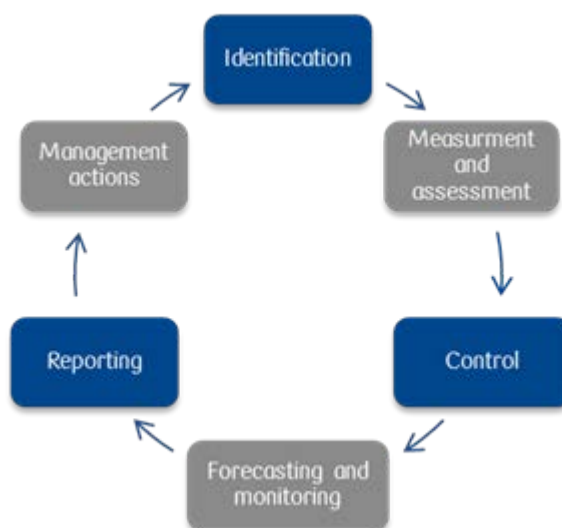 Identification
Measurment
and
assessment
Control
Forecasting and
monitoring
Reporting
Management
actions